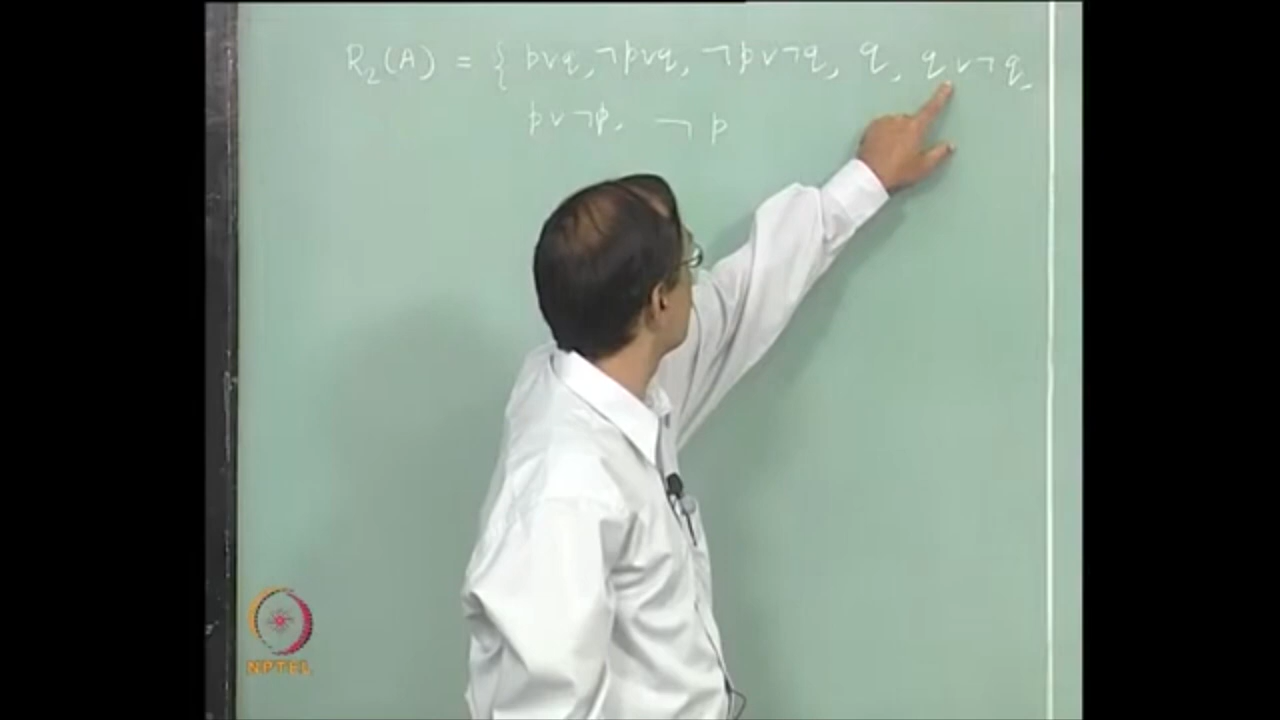 R₂(A) = { p∨q, ¬p∨q, ¬p∨¬q, q, q∨¬q,
p∨¬p, ¬p
NPTEL